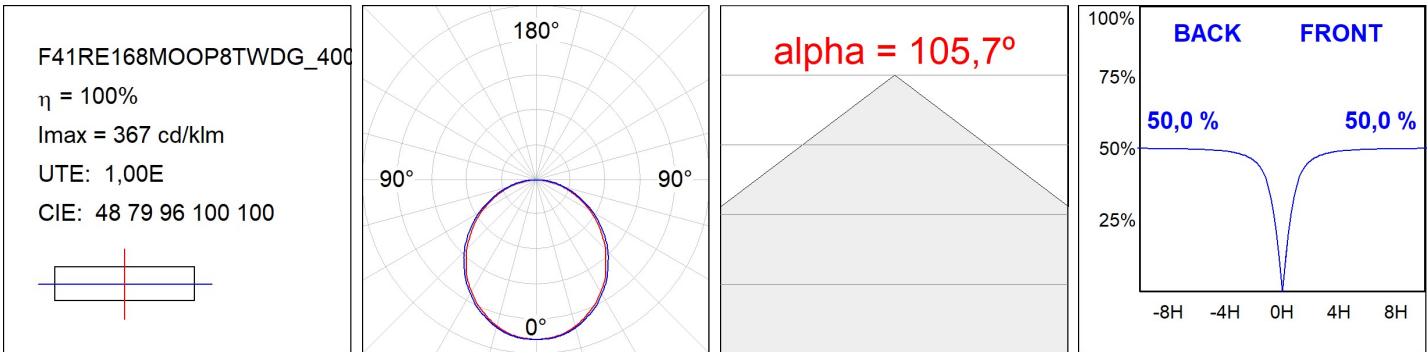 F41RE168MOOP8TWDG_400
η = 100%
Imax = 367 cd/klm
UTE: 1,00E
CIE: 48 79 96 100 100
180°
90° 90°
0°
alpha = 105,7º
100%
BACK FRONT
75%
50,0 % 50,0 %
50%
25%
-8H -4H 0H 4H 8H